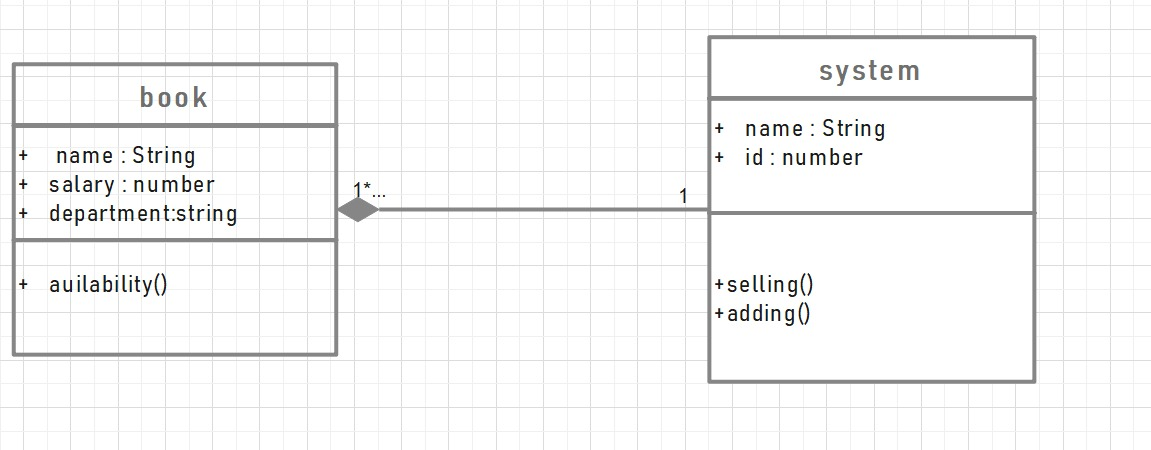 book
+ name : String
+ salary : number
+ department:string
+ auilability()
1*...
1
system
+ name : String
+ id : number
+selling()
+adding()